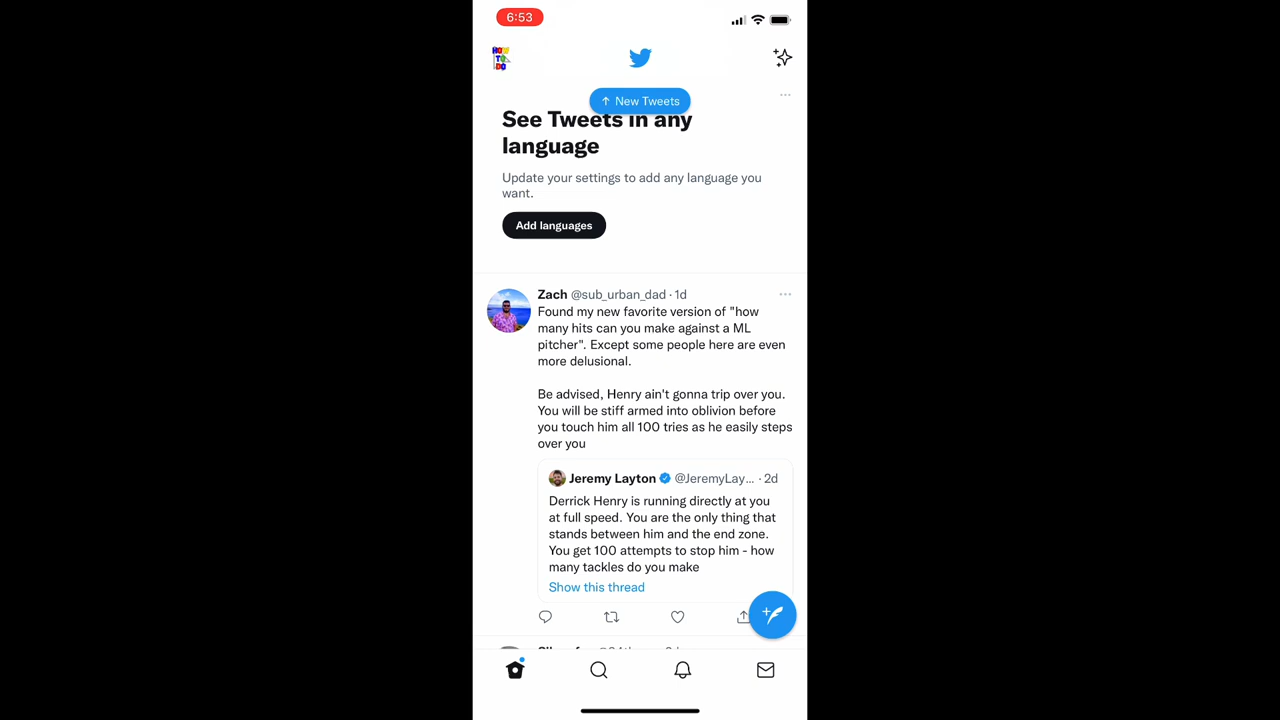 6:53
HOW
TO
DO
↑ New Tweets
See Tweets in any
language
Update your settings to add any language you
want.
Add languages
Zach @sub_urban_dad · 1d
Found my new favorite version of "how
many hits can you make against a ML
pitcher". Except some people here are even
more delusional.
Be advised, Henry ain't gonna trip over you.
You will be stiff armed into oblivion before
you touch him all 100 tries as he easily steps
over you
Jeremy Layton @JeremyLay... · 2d
Derrick Henry is running directly at you
at full speed. You are the only thing that
stands between him and the end zone.
You get 100 attempts to stop him - how
many tackles do you make
Show this thread